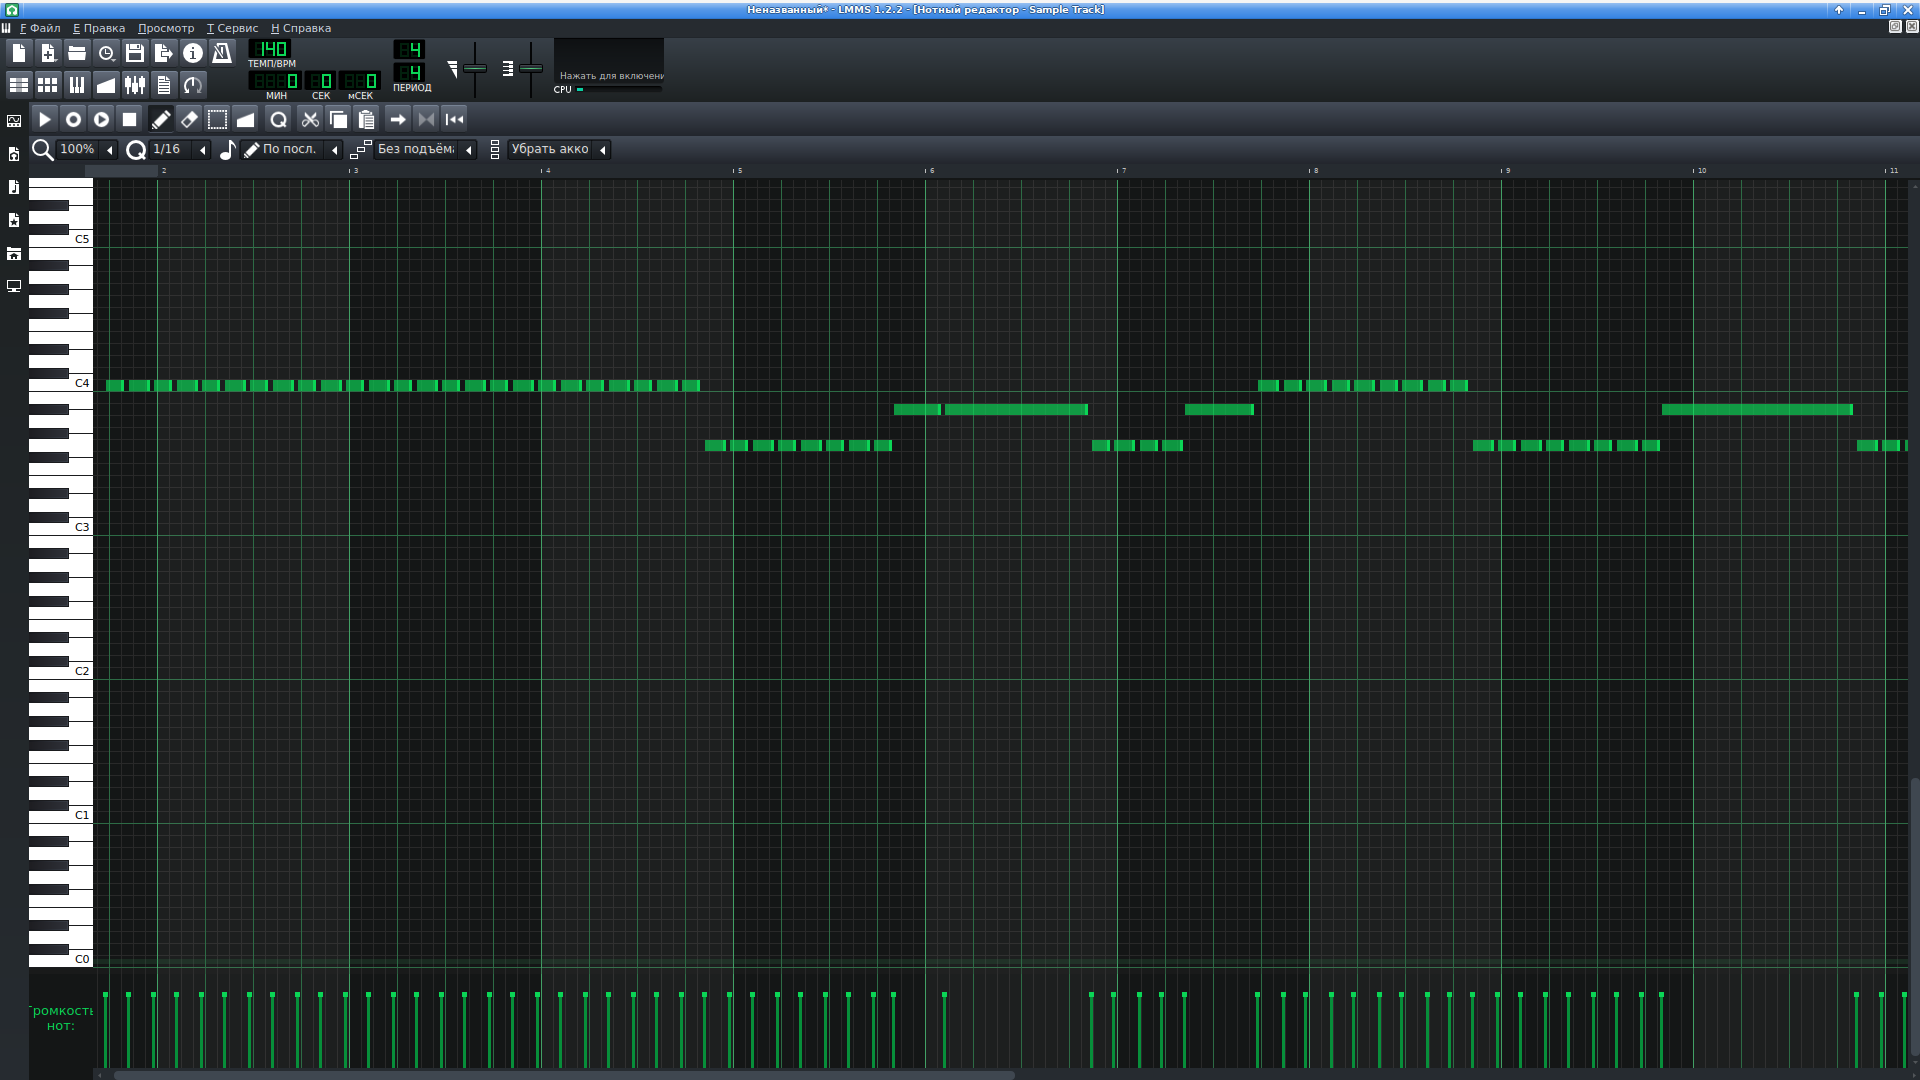 Неназванный* - LMMS 1.2.2 - [Нотный редактор - Sample Track]
F Файл E Правка Просмотр T Сервис Н Справка
140
ТЕМП/BPM
0 0 0
МИН СЕК мСЕК
4
4
ПЕРИОД
Нажать для включени
CPU
100% 1/16 По посл. Без подъёма Убрать акко
2 3 4 5 6 7 8 9 10 11
C5
C4
C3
C2
C1
C0
Громкость
нот: